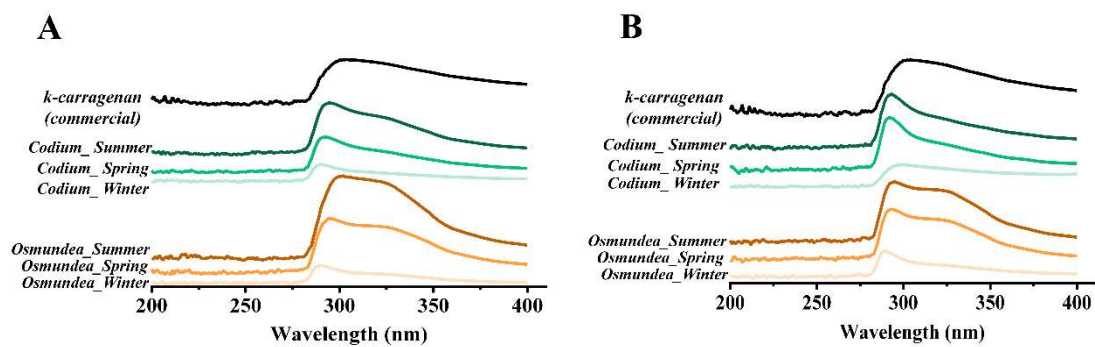 A
k-carragenan
(commercial)
Codium_ Summer
Codium_ Spring
Codium_ Winter
Osmundea_Summer
Osmundea_Spring
Osmundea_Winter
200 250 300 350 400
Wavelength (nm)
B
k-carragenan
(commercial)
Codium_ Summer
Codium_ Spring
Codium_ Winter
Osmundea_Summer
Osmundea_Spring
Osmundea_Winter
200 250 300 350 400
Wavelength (nm)